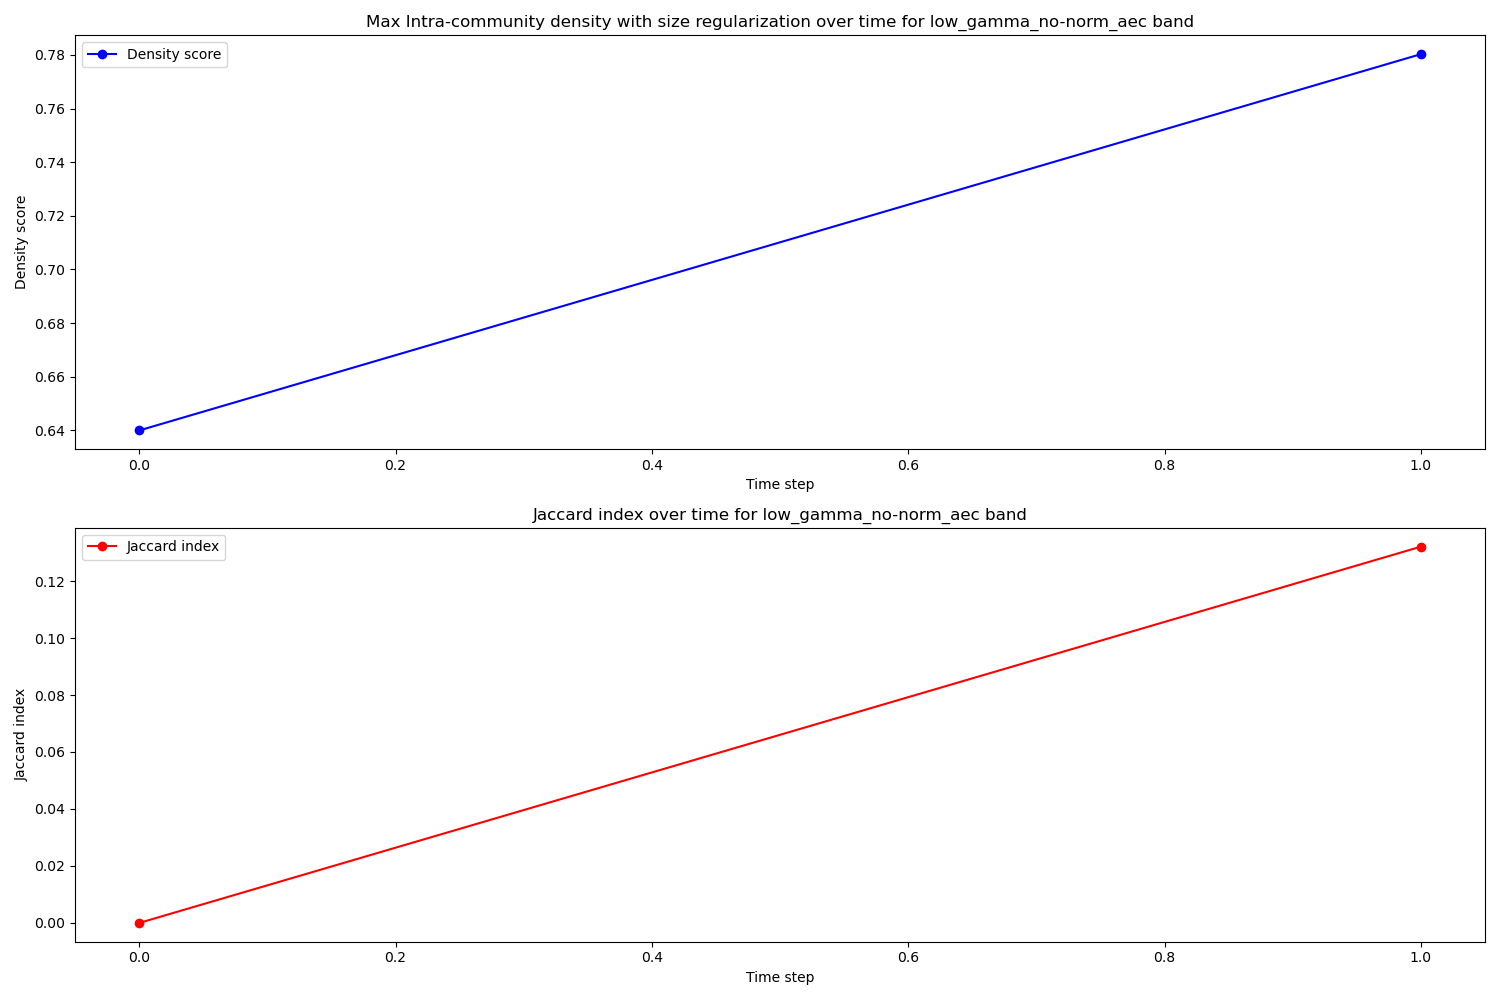 Max Intra-community density with size regularization over time for low_gamma_no-norm_aec band
Density score
0.78
0.76
0.74
0.72
0.70
0.68
0.66
0.64
Density score
0.0 0.2 0.4 0.6 0.8 1.0
Time step
Jaccard index over time for low_gamma_no-norm_aec band
Jaccard index
0.12
0.10
0.08
0.06
0.04
0.02
0.00
Jaccard index
0.0 0.2 0.4 0.6 0.8 1.0
Time step